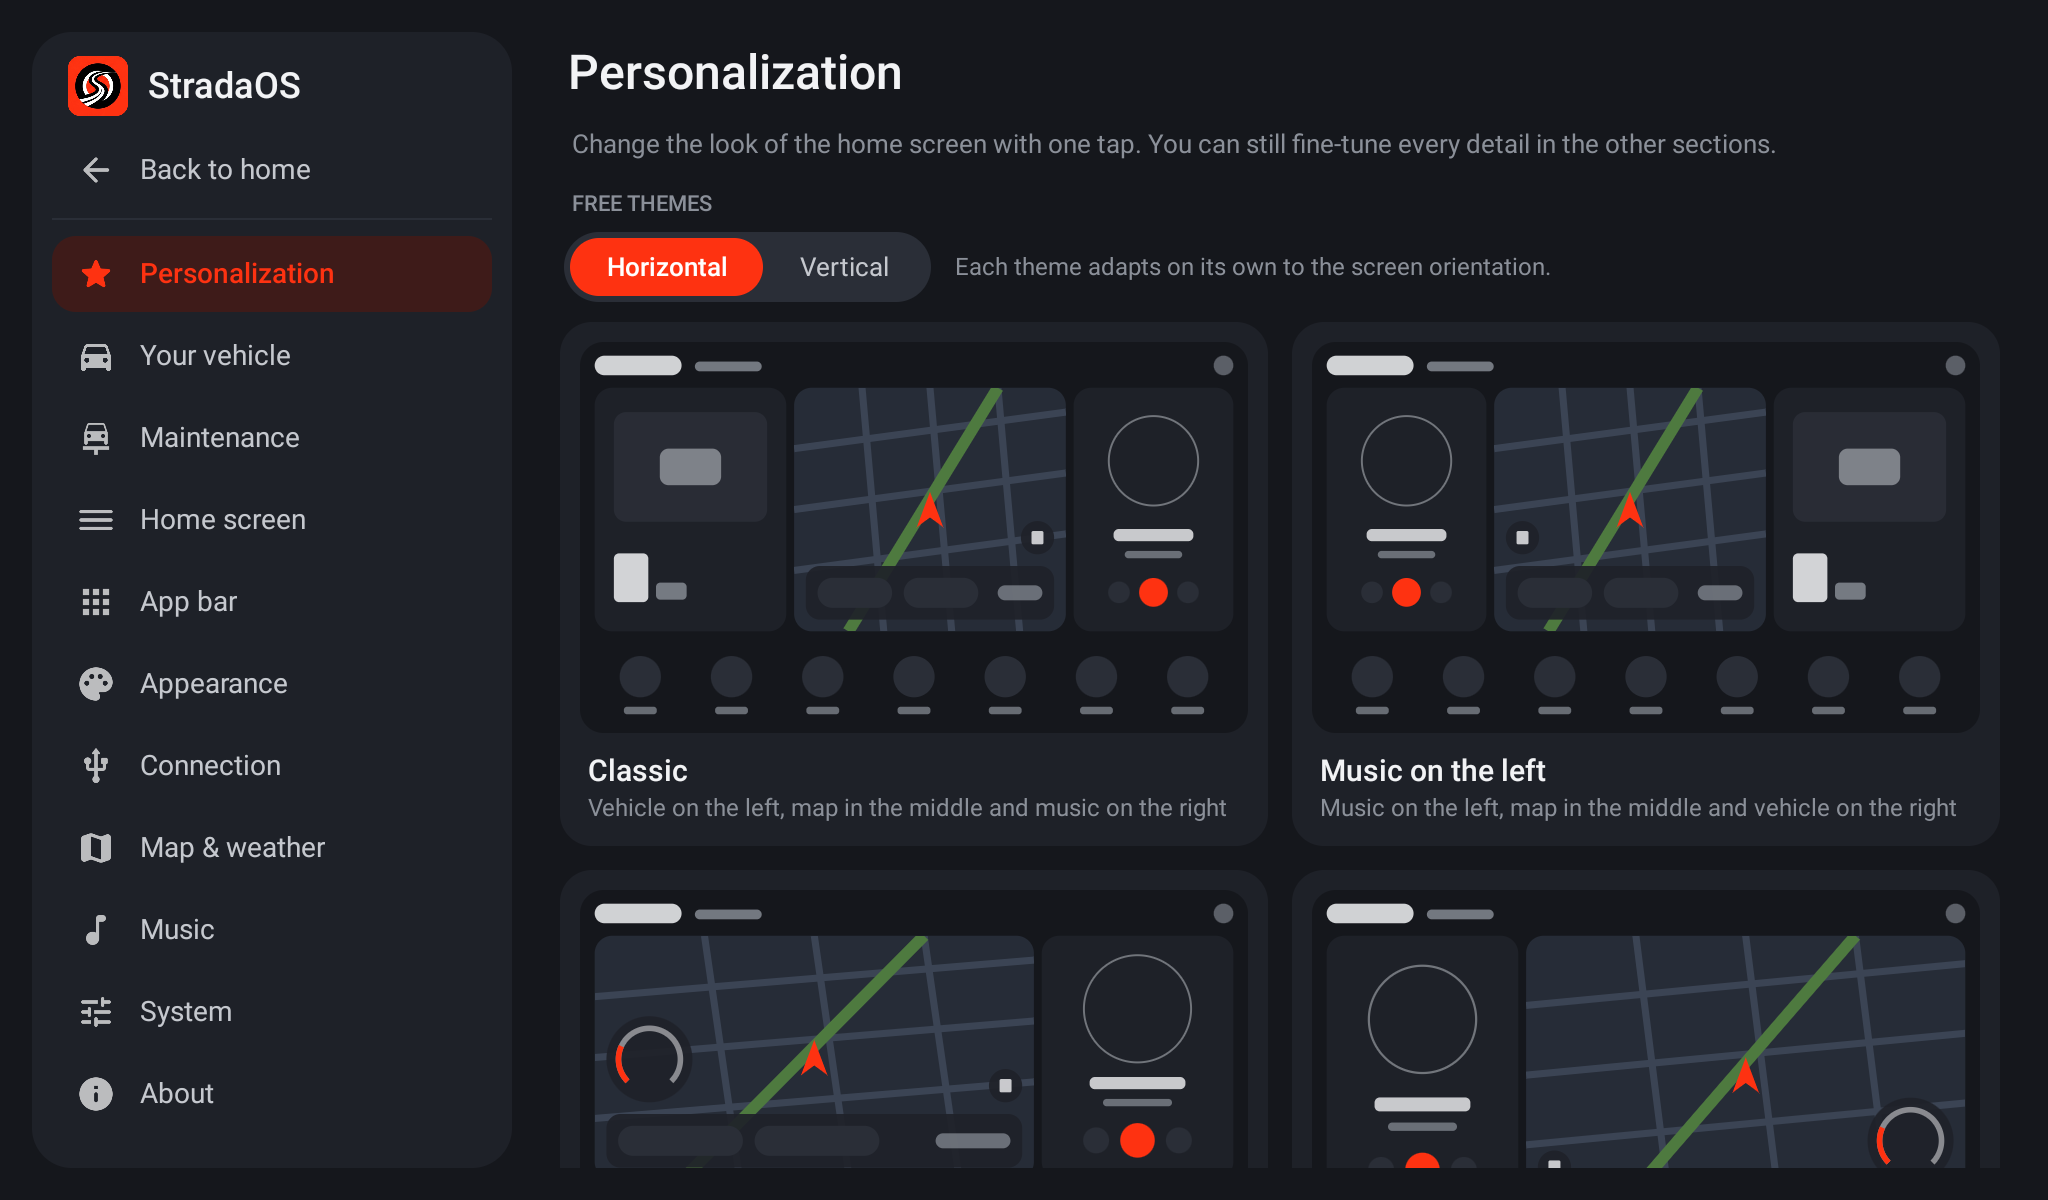 StradaOS
Back to home
Personalization
Your vehicle
Maintenance
Home screen
App bar
Appearance
Connection
Map & weather
Music
System
About
Personalization
Change the look of the home screen with one tap. You can still fine-tune every detail in the other sections.
FREE THEMES
Horizontal
Vertical
Each theme adapts on its own to the screen orientation.
Classic
Vehicle on the left, map in the middle and music on the right
Music on the left
Music on the left, map in the middle and vehicle on the right